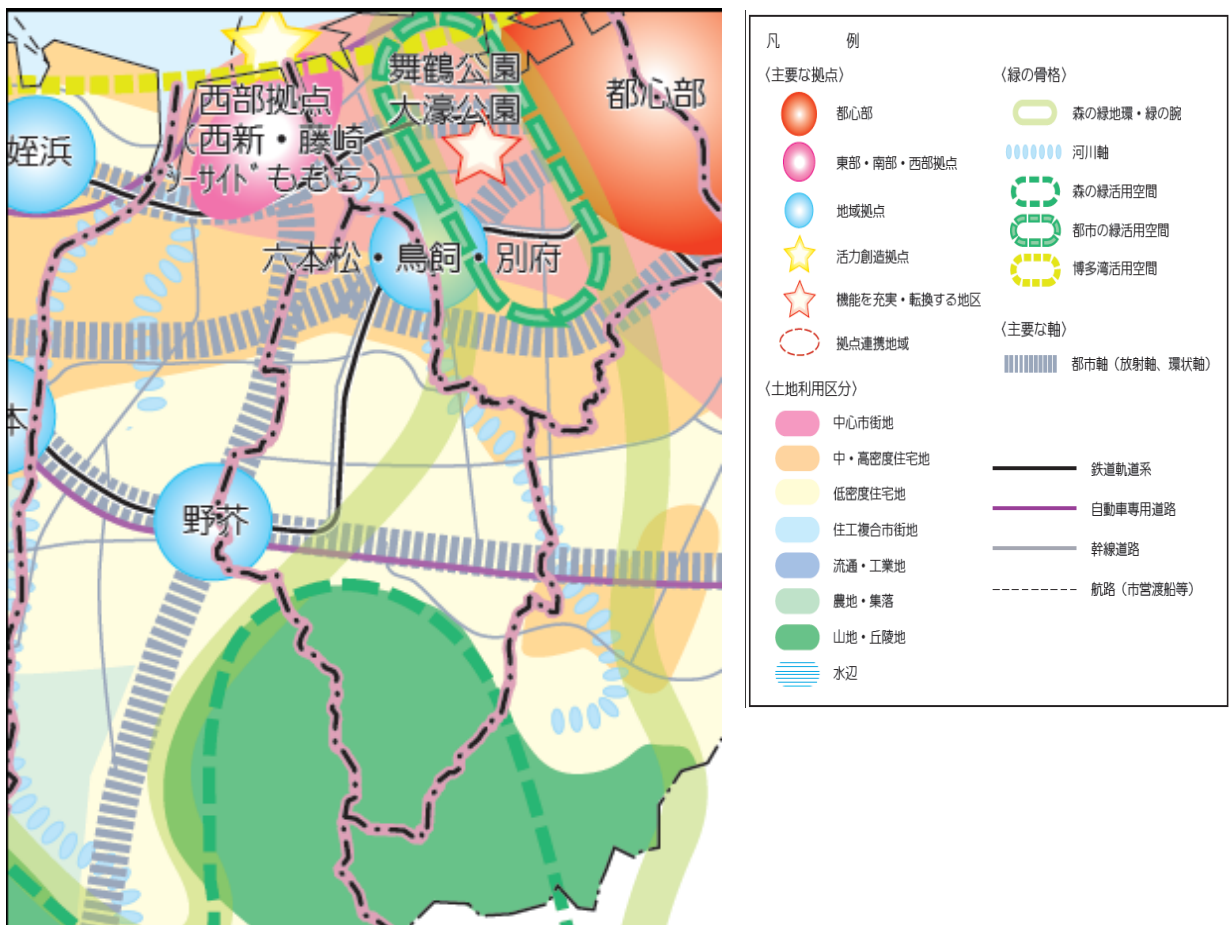 舞鶴公園
大濠公園
都心部
西部拠点
（西新・藤崎
シーサイドももち）
姪浜
六本松・鳥飼・別府
本
野芥
凡 例
〈主要な拠点〉
都心部
東部・南部・西部拠点
地域拠点
活力創造拠点
機能を充実・転換する地区
拠点連携地域
〈土地利用区分〉
中心市街地
中・高密度住宅地
低密度住宅地
住工複合市街地
流通・工業地
農地・集落
山地・丘陵地
水辺
〈緑の骨格〉
森の緑地環・緑の腕
河川軸
森の緑活用空間
都市の緑活用空間
博多湾活用空間
〈主要な軸〉
都市軸（放射軸、環状軸）
鉄道軌道系
自動車専用道路
幹線道路
航路（市営渡船等）